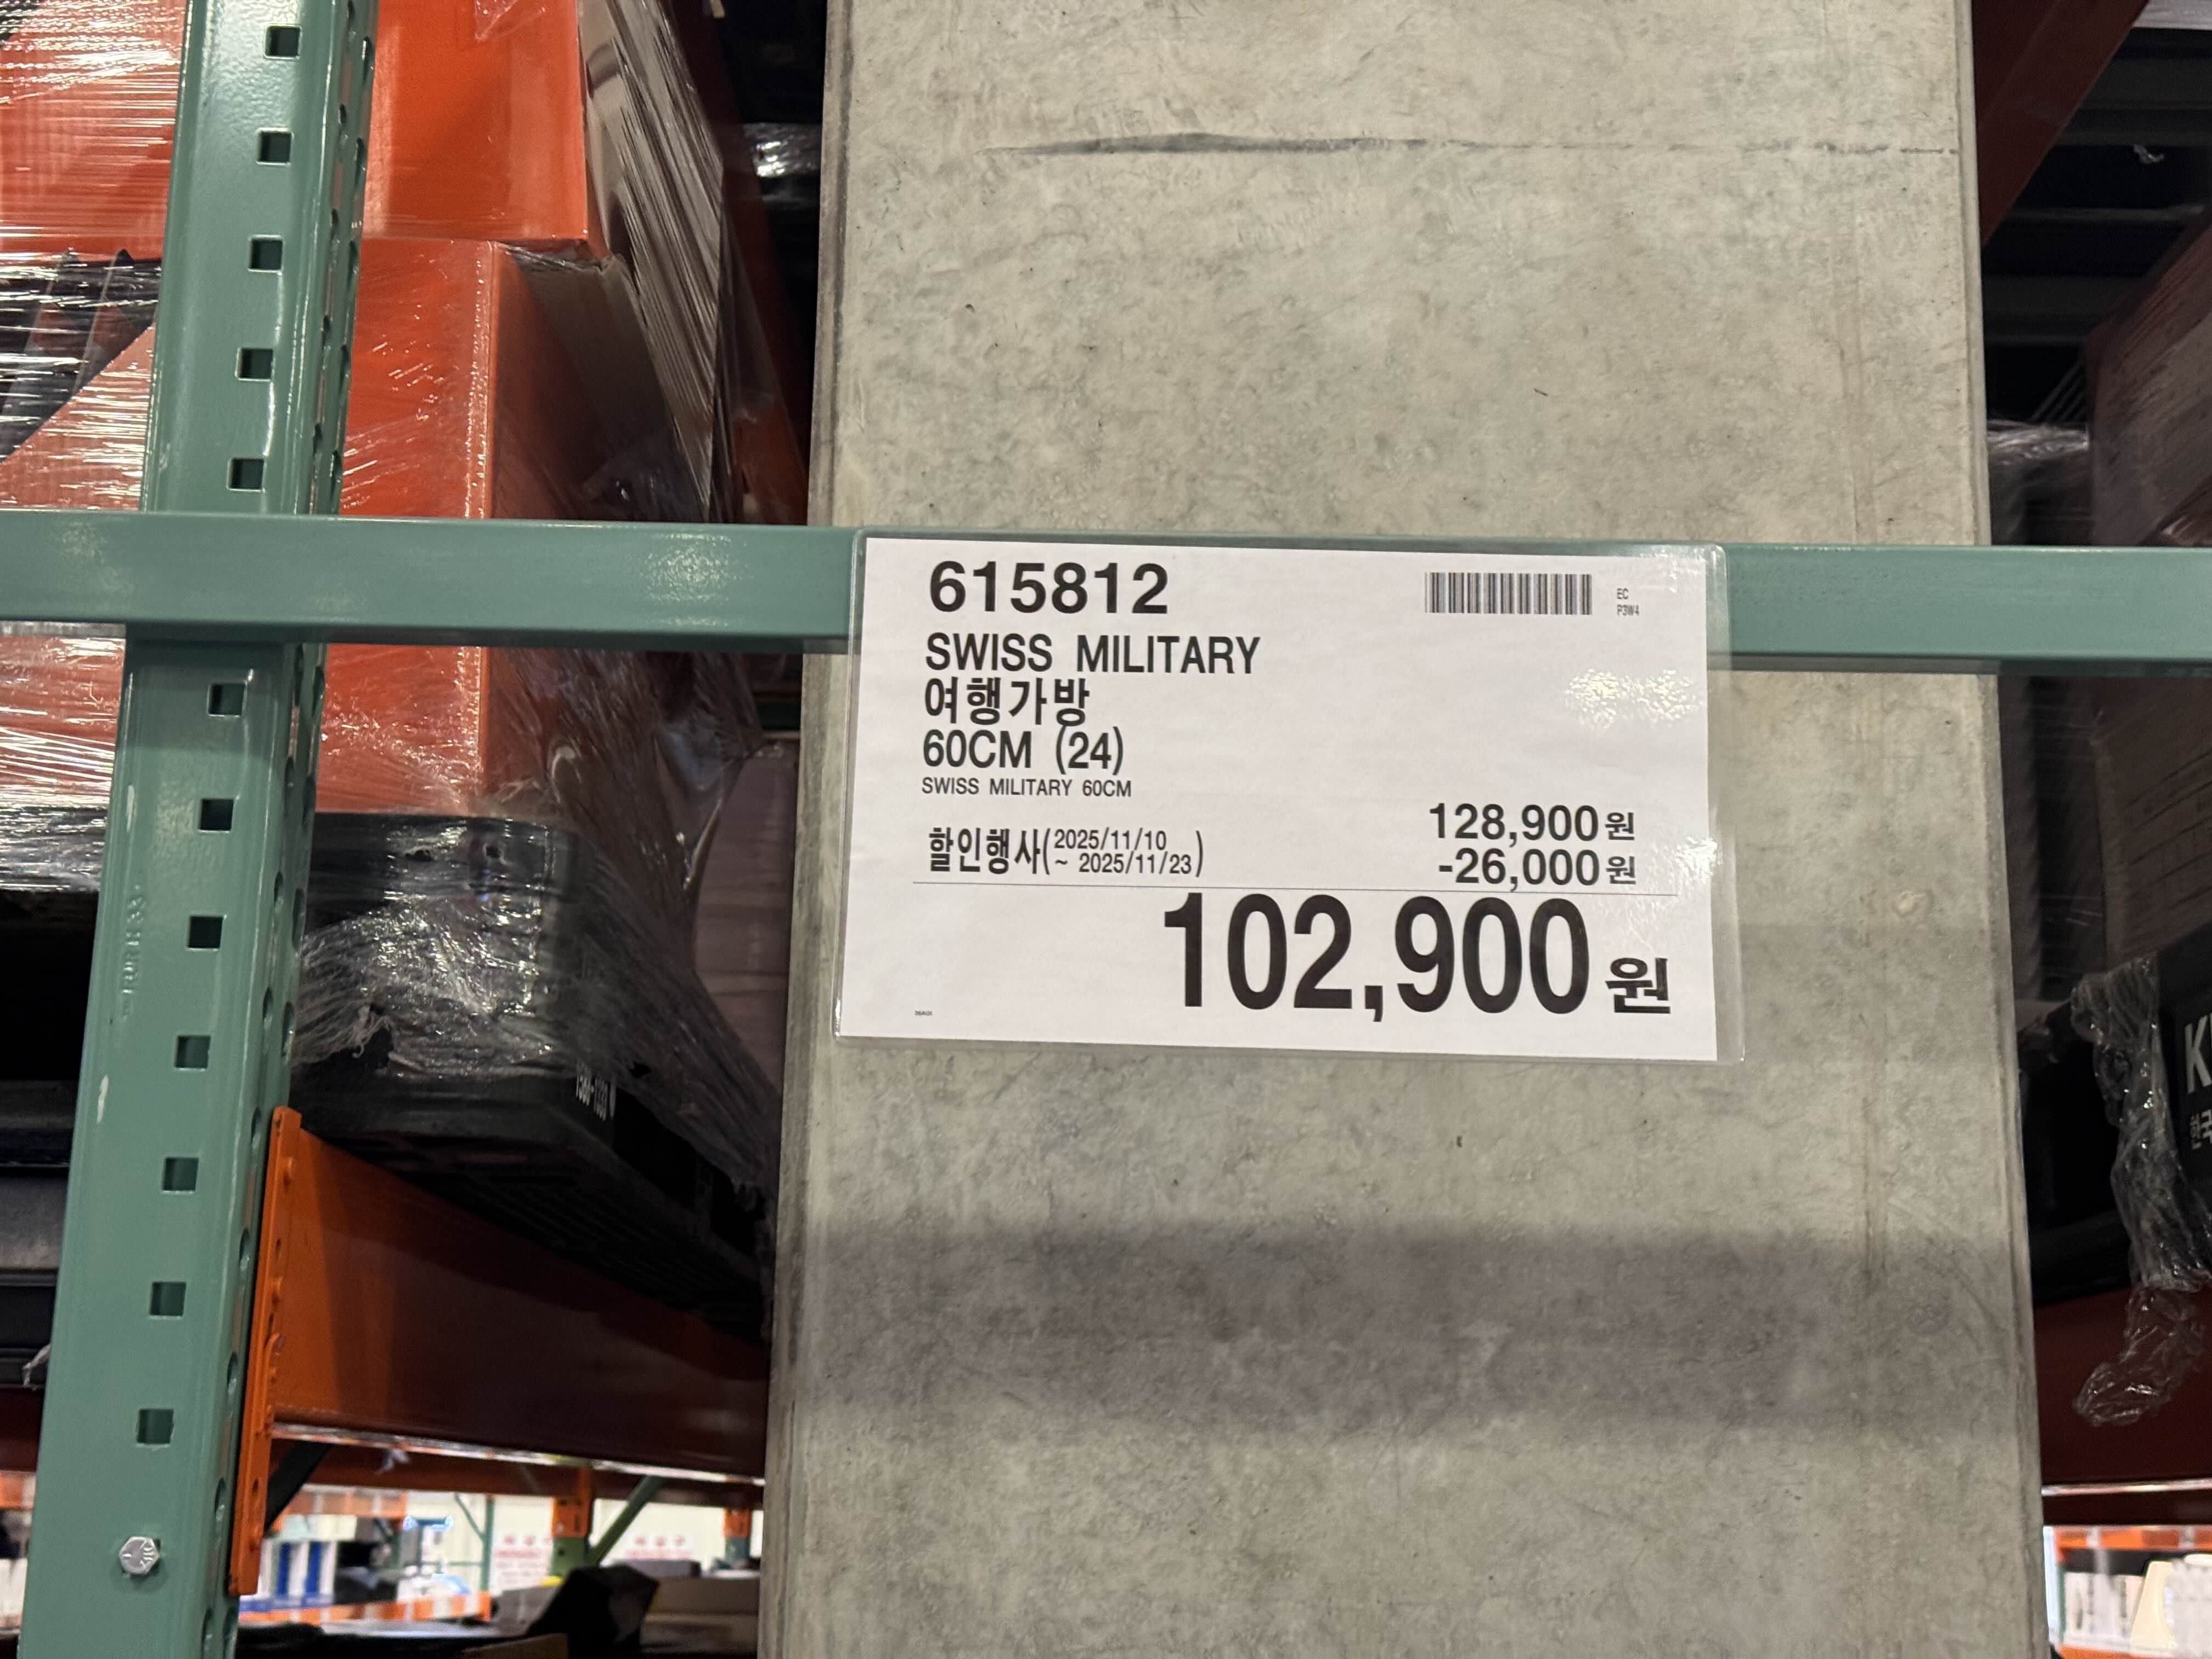 615812
EC
P3W4
SWISS MILITARY
여행가방
60CM (24)
SWISS MILITARY 60CM
128,900원
할인행사(2025/11/10
~ 2025/11/23)
-26,000원
102,900원